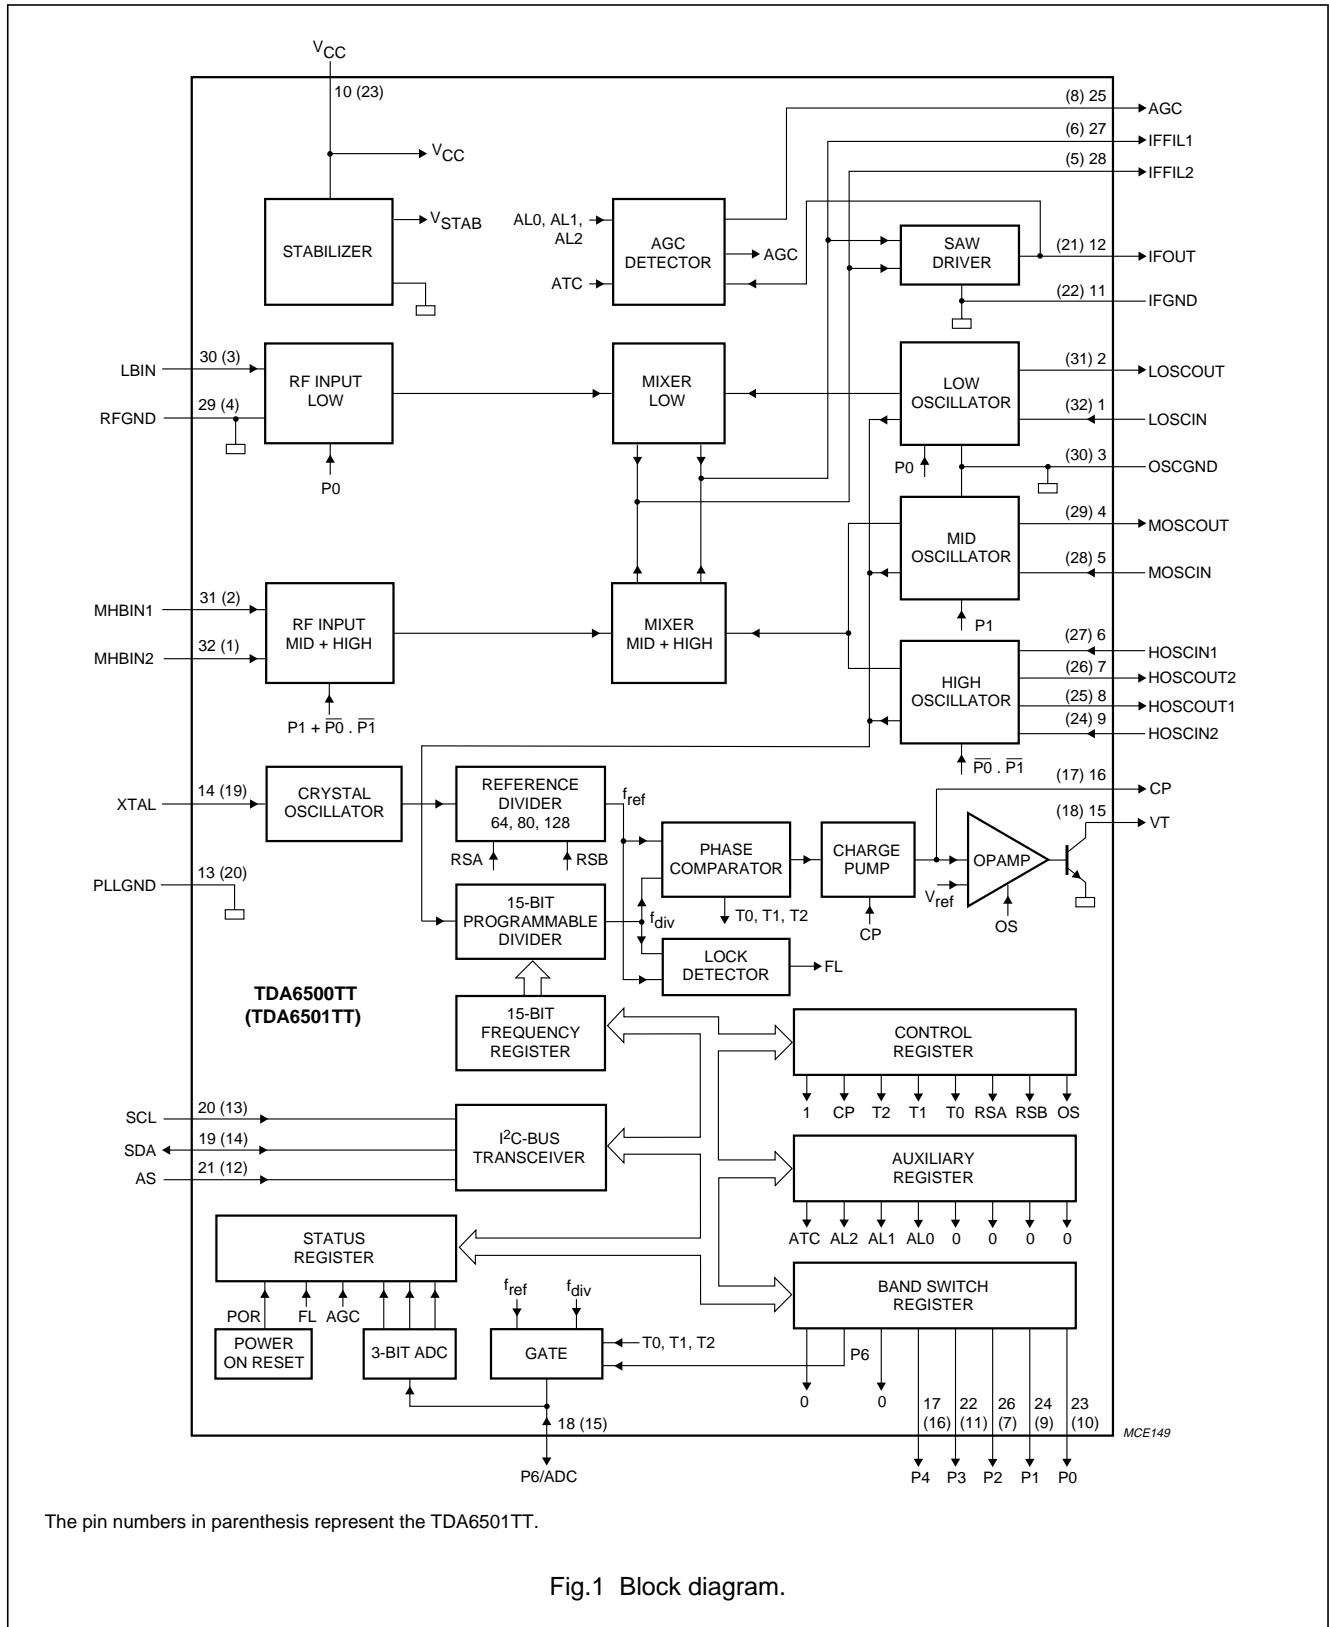 VCC
10 (23)
VCC
STABILIZER
VSTAB
AL0, AL1,
AL2
ATC
AGC
DETECTOR
AGC
SAW
DRIVER
(8) 25
AGC
(6) 27
IFFIL1
(5) 28
IFFIL2
(21) 12
IFOUT
(22) 11
IFGND
LBIN
30 (3)
RFGND
29 (4)
RF INPUT
LOW
P0
MIXER
LOW
LOW
OSCILLATOR
P0
(31) 2
LOSCOUT
(32) 1
LOSCIN
(30) 3
OSCGND
MID
OSCILLATOR
P1
(29) 4
MOSCOUT
(28) 5
MOSCIN
MHBIN1
31 (2)
MHBIN2
32 (1)
RF INPUT
MID + HIGH
P1 + P̅0̅ . P̅1̅
MIXER
MID + HIGH
HIGH
OSCILLATOR
P̅0̅ . P̅1̅
(27) 6
HOSCIN1
(26) 7
HOSCOUT2
(25) 8
HOSCOUT1
(24) 9
HOSCIN2
XTAL
14 (19)
CRYSTAL
OSCILLATOR
REFERENCE
DIVIDER
64, 80, 128
RSA
RSB
fref
PHASE
COMPARATOR
T0, T1, T2
CHARGE
PUMP
CP
OPAMP
Vref
OS
(17) 16
CP
(18) 15
VT
PLLGND
13 (20)
15-BIT
PROGRAMMABLE
DIVIDER
fdiv
LOCK
DETECTOR
FL
TDA6500TT
(TDA6501TT)
15-BIT
FREQUENCY
REGISTER
CONTROL
REGISTER
1 CP T2 T1 T0 RSA RSB OS
SCL
20 (13)
SDA
19 (14)
AS
21 (12)
I²C-BUS
TRANSCEIVER
AUXILIARY
REGISTER
ATC AL2 AL1 AL0 0 0 0 0
STATUS
REGISTER
POR
FL
AGC
POWER
ON RESET
3-BIT ADC
fref
fdiv
GATE
T0, T1, T2
BAND SWITCH
REGISTER
P6
0
0
17
(16)
22
(11)
26
(7)
24
(9)
23
(10)
18 (15)
P6/ADC
P4 P3 P2 P1 P0
MCE149
The pin numbers in parenthesis represent the TDA6501TT.
Fig.1 Block diagram.